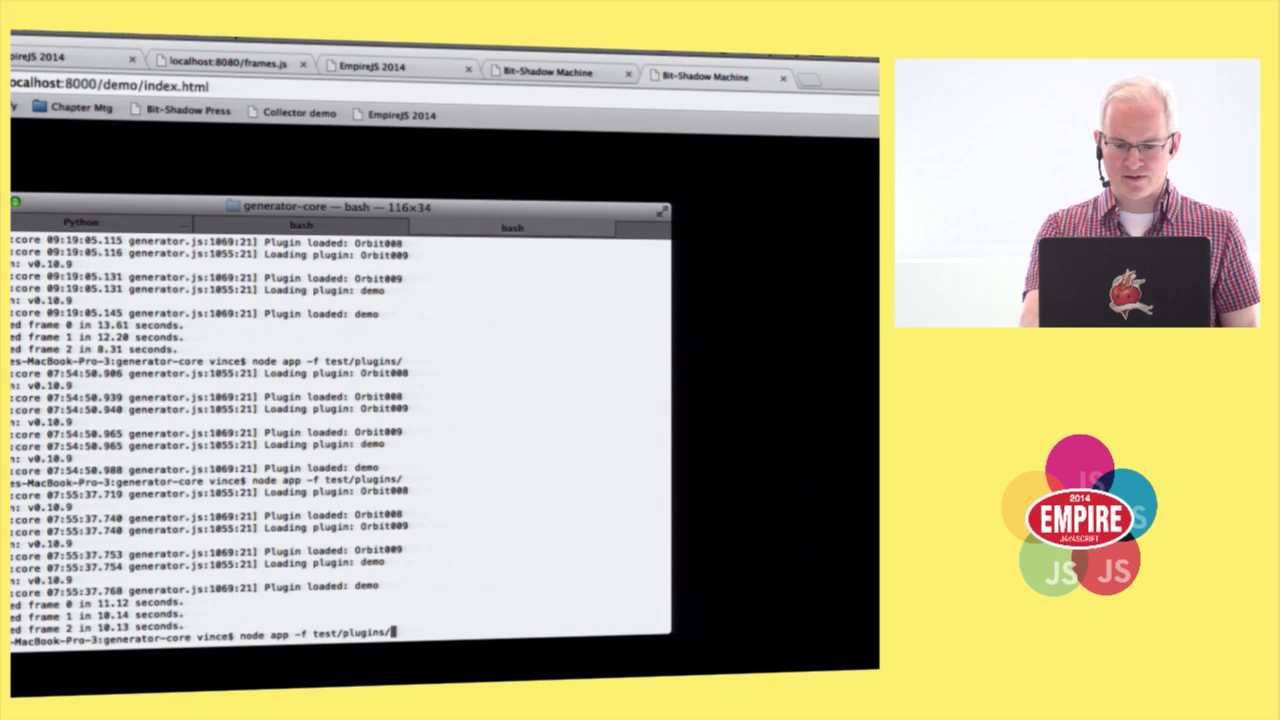 ireJS 2014
localhost:8080/frames.js
EmpireJS 2014
Bit-Shadow Machine
Bit-Shadow Machine
ocalhost:8000/demo/index.html
y
Chapter Mtg
Bit-Shadow Press
Collector demo
EmpireJS 2014
generator-core — bash — 116×34
Python
bash
bash
:core 09:19:05.115 generator.js:1069:21] Plugin loaded: Orbit008
:core 09:19:05.116 generator.js:1055:21] Loading plugin: Orbit009
n: v0.10.9
:core 09:19:05.131 generator.js:1069:21] Plugin loaded: Orbit009
:core 09:19:05.131 generator.js:1055:21] Loading plugin: demo
n: v0.10.9
:core 09:19:05.145 generator.js:1069:21] Plugin loaded: demo
ed frame 0 in 13.61 seconds.
ed frame 1 in 12.20 seconds.
ed frame 2 in 8.31 seconds.
es-MacBook-Pro-3:generator-core vince$ node app -f test/plugins/
:core 07:54:50.906 generator.js:1055:21] Loading plugin: Orbit008
n: v0.10.9
:core 07:54:50.939 generator.js:1069:21] Plugin loaded: Orbit008
:core 07:54:50.940 generator.js:1055:21] Loading plugin: Orbit009
n: v0.10.9
:core 07:54:50.965 generator.js:1069:21] Plugin loaded: Orbit009
:core 07:54:50.965 generator.js:1055:21] Loading plugin: demo
n: v0.10.9
:core 07:54:50.988 generator.js:1069:21] Plugin loaded: demo
es-MacBook-Pro-3:generator-core vince$ node app -f test/plugins/
:core 07:55:37.719 generator.js:1055:21] Loading plugin: Orbit008
n: v0.10.9
:core 07:55:37.740 generator.js:1069:21] Plugin loaded: Orbit008
:core 07:55:37.740 generator.js:1055:21] Loading plugin: Orbit009
n: v0.10.9
:core 07:55:37.753 generator.js:1069:21] Plugin loaded: Orbit009
:core 07:55:37.754 generator.js:1055:21] Loading plugin: demo
n: v0.10.9
:core 07:55:37.768 generator.js:1069:21] Plugin loaded: demo
ed frame 0 in 11.12 seconds.
ed frame 1 in 10.14 seconds.
ed frame 2 in 10.13 seconds.
-MacBook-Pro-3:generator-core vince$ node app -f test/plugins/
JS
2014
EMPIRE
JAVASCRIPT
S
JS
JS